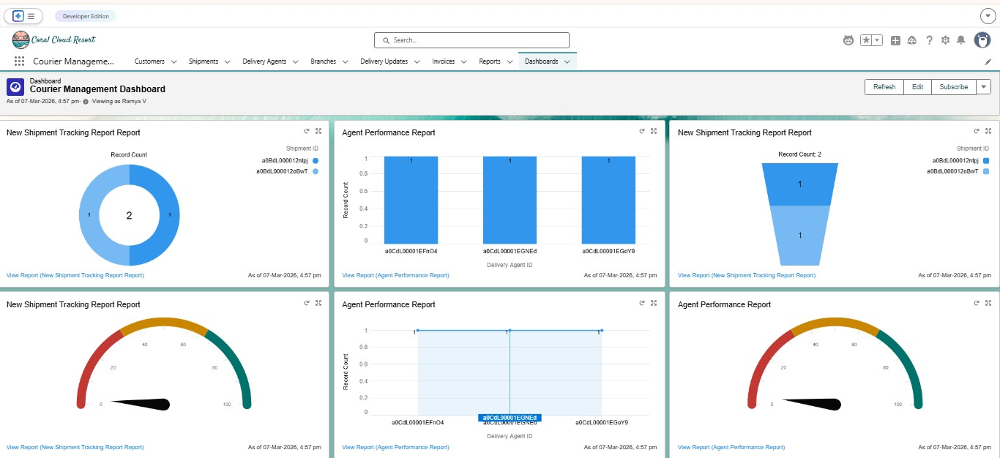 Developer Edition
Coral Cloud Resort
Search...
Courier Manageme...
Customers
Shipments
Delivery Agents
Branches
Delivery Updates
Invoices
Reports
Dashboards
Dashboard
Courier Management Dashboard
As of 07-Mar-2026, 4:57 pm·Viewing as Ramya V
Refresh
Edit
Subscribe
New Shipment Tracking Report Report
Record Count
Shipment ID
a0BdL000012ntpj
a0BdL000012oBwT
1
2
1
View Report (New Shipment Tracking Report Report)
As of 07-Mar-2026, 4:57 pm
Agent Performance Report
Record Count
1
0.8
0.6
0.4
0.2
0
1
1
1
a0CdL00001EFnO4
a0CdL00001EGNEd
a0CdL00001EGoY9
Delivery Agent ID
View Report (Agent Performance Report)
As of 07-Mar-2026, 4:57 pm
New Shipment Tracking Report Report
Record Count: 2
Shipment ID
a0BdL000012ntpj
a0BdL000012oBwT
1
1
View Report (New Shipment Tracking Report Report)
As of 07-Mar-2026, 4:57 pm
New Shipment Tracking Report Report
0
20
40
60
80
100
View Report (New Shipment Tracking Report Report)
As of 07-Mar-2026, 4:57 pm
Agent Performance Report
Record Count
1
0.8
0.6
0.4
0.2
0
1
1
1
a0CdL00001EFnO4
a0CdL00001EGNEd
a0CdL00001EGNEd
a0CdL00001EGoY9
Delivery Agent ID
View Report (Agent Performance Report)
As of 07-Mar-2026, 4:57 pm
Agent Performance Report
0
20
40
60
80
100
View Report (Agent Performance Report)
As of 07-Mar-2026, 4:57 pm